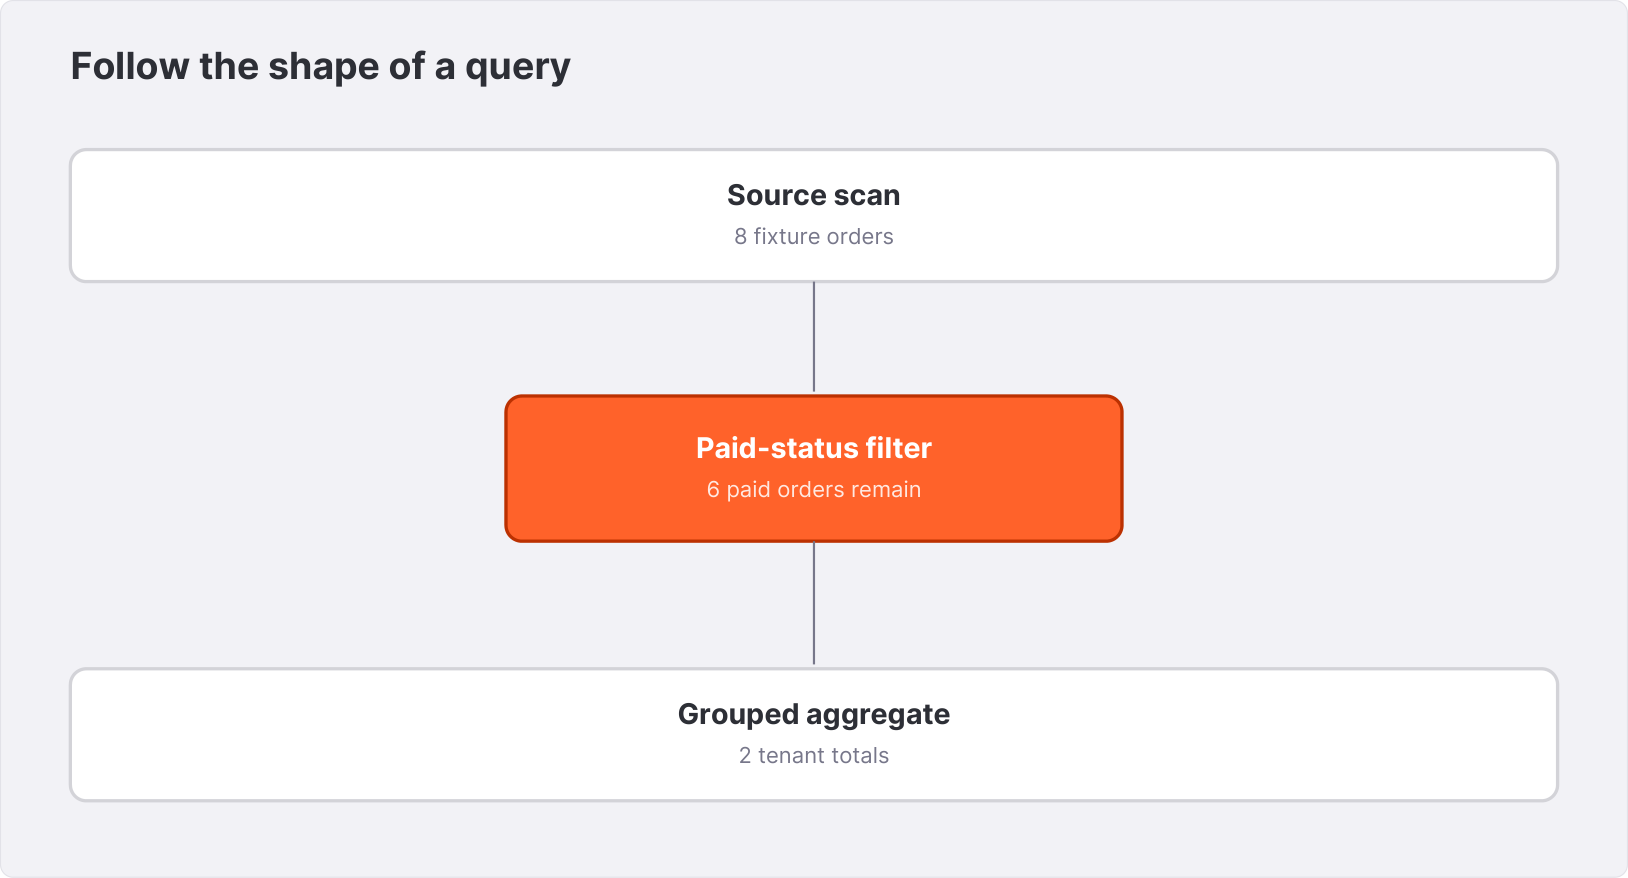 Follow the shape of a query
Source scan
8 fixture orders
Paid-status filter
6 paid orders remain
Grouped aggregate
2 tenant totals